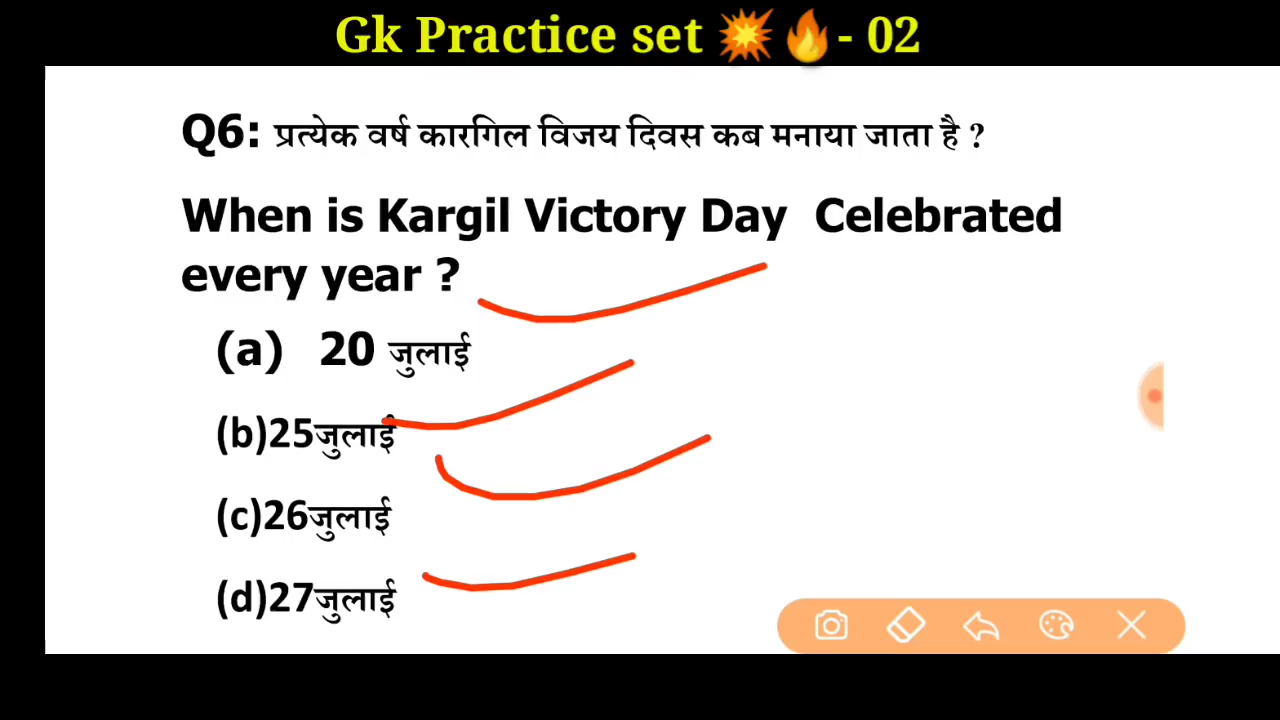 Gk Practice set 💥🔥- 02
Q6: प्रत्येक वर्ष कारगिल विजय दिवस कब मनाया जाता है ?
When is Kargil Victory Day Celebrated
every year ?
(a) 20 जुलाई
(b)25जुलाई
(c)26जुलाई
(d)27जुलाई